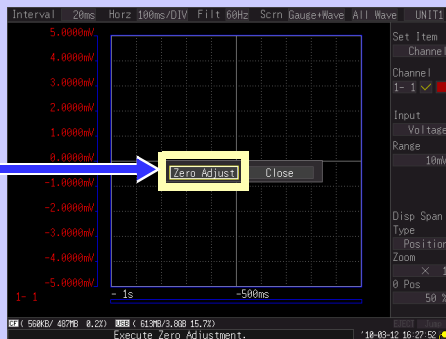 Interval 20ms Horz 100ms/DIV Filt 60Hz Scrn Gauge+Wave All Wave UNIT1
5.0000mV
4.0000mV
3.0000mV
2.0000mV
1.0000mV
0.0000mV
-1.0000mV
-2.0000mV
-3.0000mV
-4.0000mV
-5.0000mV
1- 1
- 1s
-500ms
Zero Adjust
Close
Set Item
Channel
Channel
1- 1
Input
Voltage
Range
10mV
Disp Span
Type
Position
Zoom
× 1
0 Pos
50 %
CF ( 560KB/ 487MB 0.2%) USB ( 613MB/3.8GB 15.7%)
EJECT
Execute Zero Adjustment.
'10-03-12 16:27:52